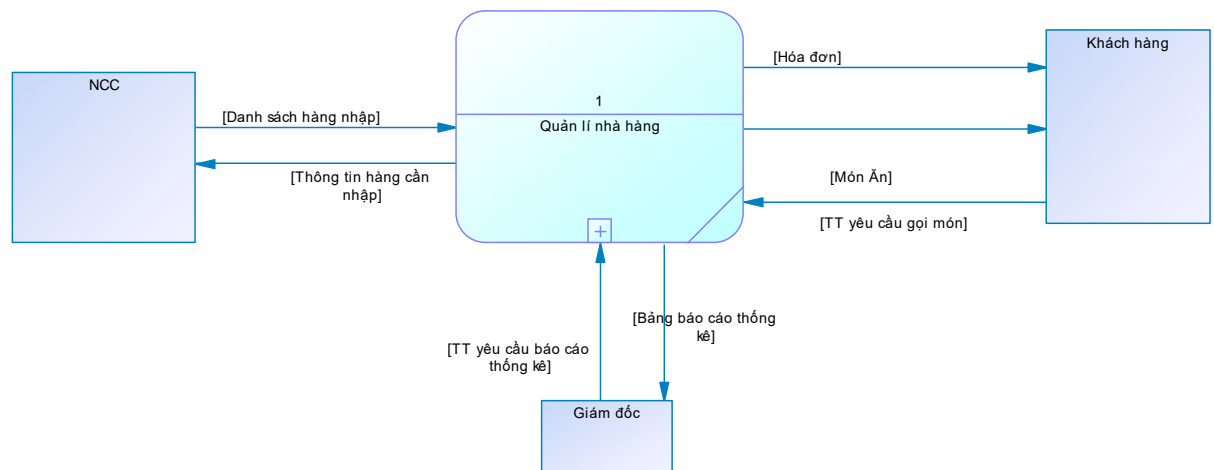 Khách hàng
[Hóa đơn]
NCC
1
[Danh sách hàng nhập]
Quản lí nhà hàng
[Thông tin hàng cần
nhập]
[Món Ăn]
[TT yêu cầu gọi món]
[Bảng báo cáo thống
kê]
[TT yêu cầu báo cáo
thống kê]
Giám đốc